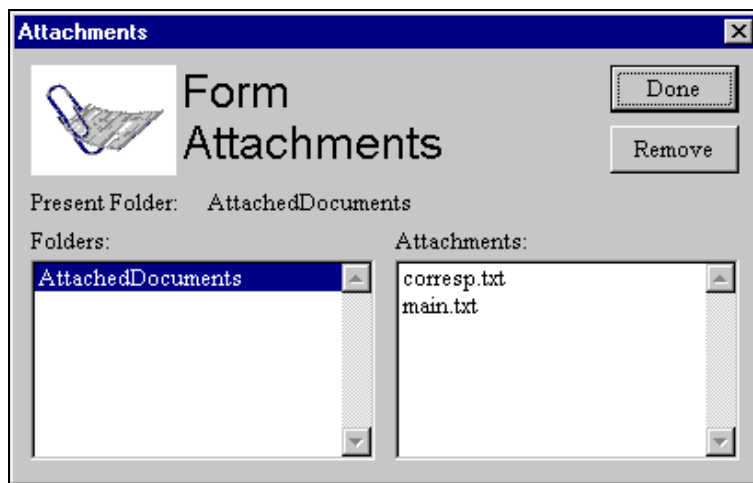 Attachments
Form
Attachments
Done
Remove
Present Folder: AttachedDocuments
Folders:
AttachedDocuments
Attachments:
corresp.txt
main.txt